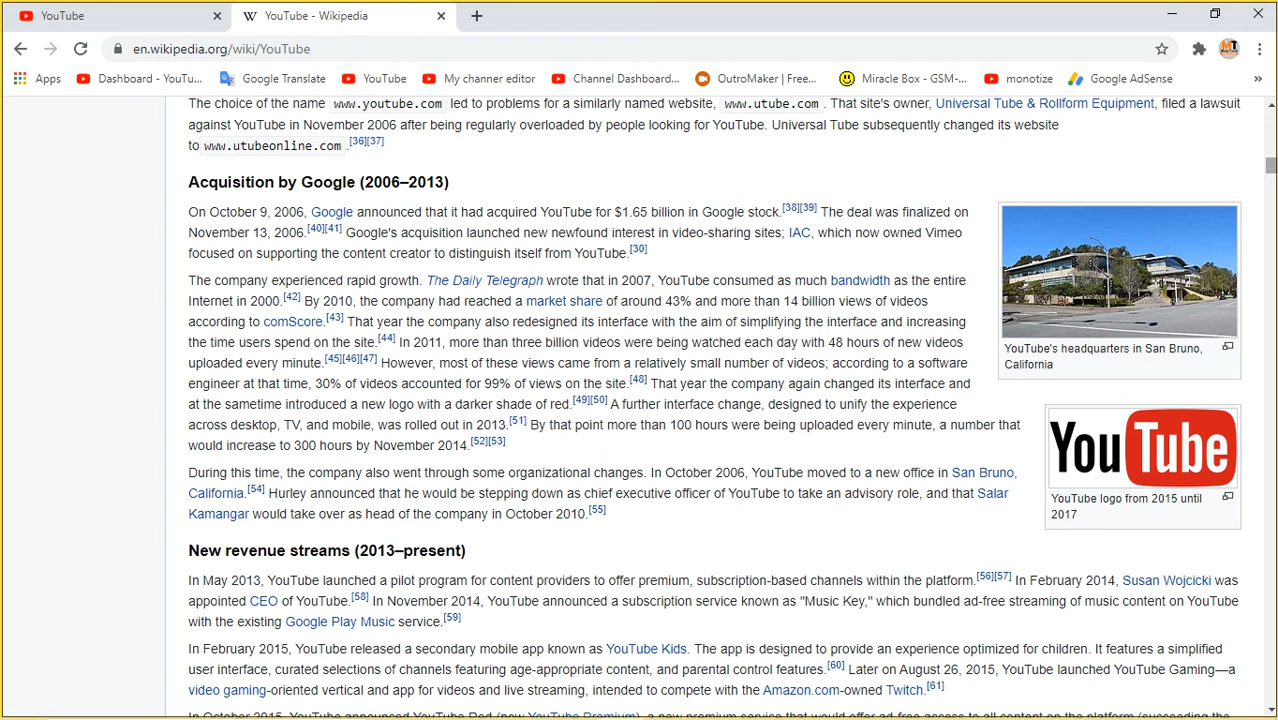 YouTube
YouTube - Wikipedia
en.wikipedia.org/wiki/YouTube
Apps Dashboard - YouTu... Google Translate YouTube My channer editor Channel Dashboard... OutroMaker | Free... Miracle Box - GSM-... monotize Google AdSense »
The choice of the name www.youtube.com led to problems for a similarly named website, www.utube.com . That site's owner, Universal Tube & Rollform Equipment, filed a lawsuit
against YouTube in November 2006 after being regularly overloaded by people looking for YouTube. Universal Tube subsequently changed its website
to www.utubeonline.com .[36][37]
Acquisition by Google (2006–2013)
On October 9, 2006, Google announced that it had acquired YouTube for $1.65 billion in Google stock.[38][39] The deal was finalized on
November 13, 2006.[40][41] Google's acquisition launched new newfound interest in video-sharing sites; IAC, which now owned Vimeo
focused on supporting the content creator to distinguish itself from YouTube.[30]
The company experienced rapid growth. The Daily Telegraph wrote that in 2007, YouTube consumed as much bandwidth as the entire
Internet in 2000.[42] By 2010, the company had reached a market share of around 43% and more than 14 billion views of videos
according to comScore.[43] That year the company also redesigned its interface with the aim of simplifying the interface and increasing
the time users spend on the site.[44] In 2011, more than three billion videos were being watched each day with 48 hours of new videos
uploaded every minute.[45][46][47] However, most of these views came from a relatively small number of videos; according to a software
engineer at that time, 30% of videos accounted for 99% of views on the site.[48] That year the company again changed its interface and
at the sametime introduced a new logo with a darker shade of red.[49][50] A further interface change, designed to unify the experience
across desktop, TV, and mobile, was rolled out in 2013.[51] By that point more than 100 hours were being uploaded every minute, a number that
would increase to 300 hours by November 2014.[52][53]
YouTube's headquarters in San Bruno,
California
YouTube
YouTube logo from 2015 until
2017
During this time, the company also went through some organizational changes. In October 2006, YouTube moved to a new office in San Bruno,
California.[54] Hurley announced that he would be stepping down as chief executive officer of YouTube to take an advisory role, and that Salar
Kamangar would take over as head of the company in October 2010.[55]
New revenue streams (2013–present)
In May 2013, YouTube launched a pilot program for content providers to offer premium, subscription-based channels within the platform.[56][57] In February 2014, Susan Wojcicki was
appointed CEO of YouTube.[58] In November 2014, YouTube announced a subscription service known as "Music Key," which bundled ad-free streaming of music content on YouTube
with the existing Google Play Music service.[59]
In February 2015, YouTube released a secondary mobile app known as YouTube Kids. The app is designed to provide an experience optimized for children. It features a simplified
user interface, curated selections of channels featuring age-appropriate content, and parental control features.[60] Later on August 26, 2015, YouTube launched YouTube Gaming—a
video gaming-oriented vertical and app for videos and live streaming, intended to compete with the Amazon.com-owned Twitch.[61]
In October 2015, YouTube announced YouTube Red (now YouTube Premium), a new premium service that would offer ad-free access to all content on the platform (succeeding the